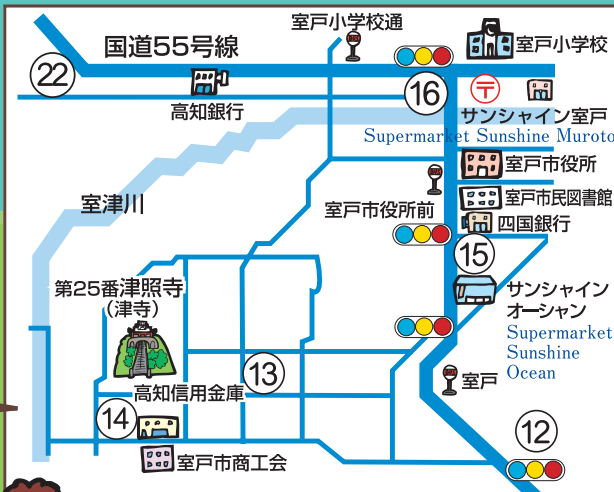 室戸小学校通
国道55号線
室戸小学校
22
高知銀行
16
〒
サンシャイン室戸
Supermarket Sunshine Muroto
室戸市役所
室津川
室戸市民図書館
室戸市役所前
四国銀行
15
第25番津照寺
(津寺)
サンシャイン
オーシャン
Supermarket
Sunshine
Ocean
13
室戸
高知信用金庫
14
12
室戸市商工会